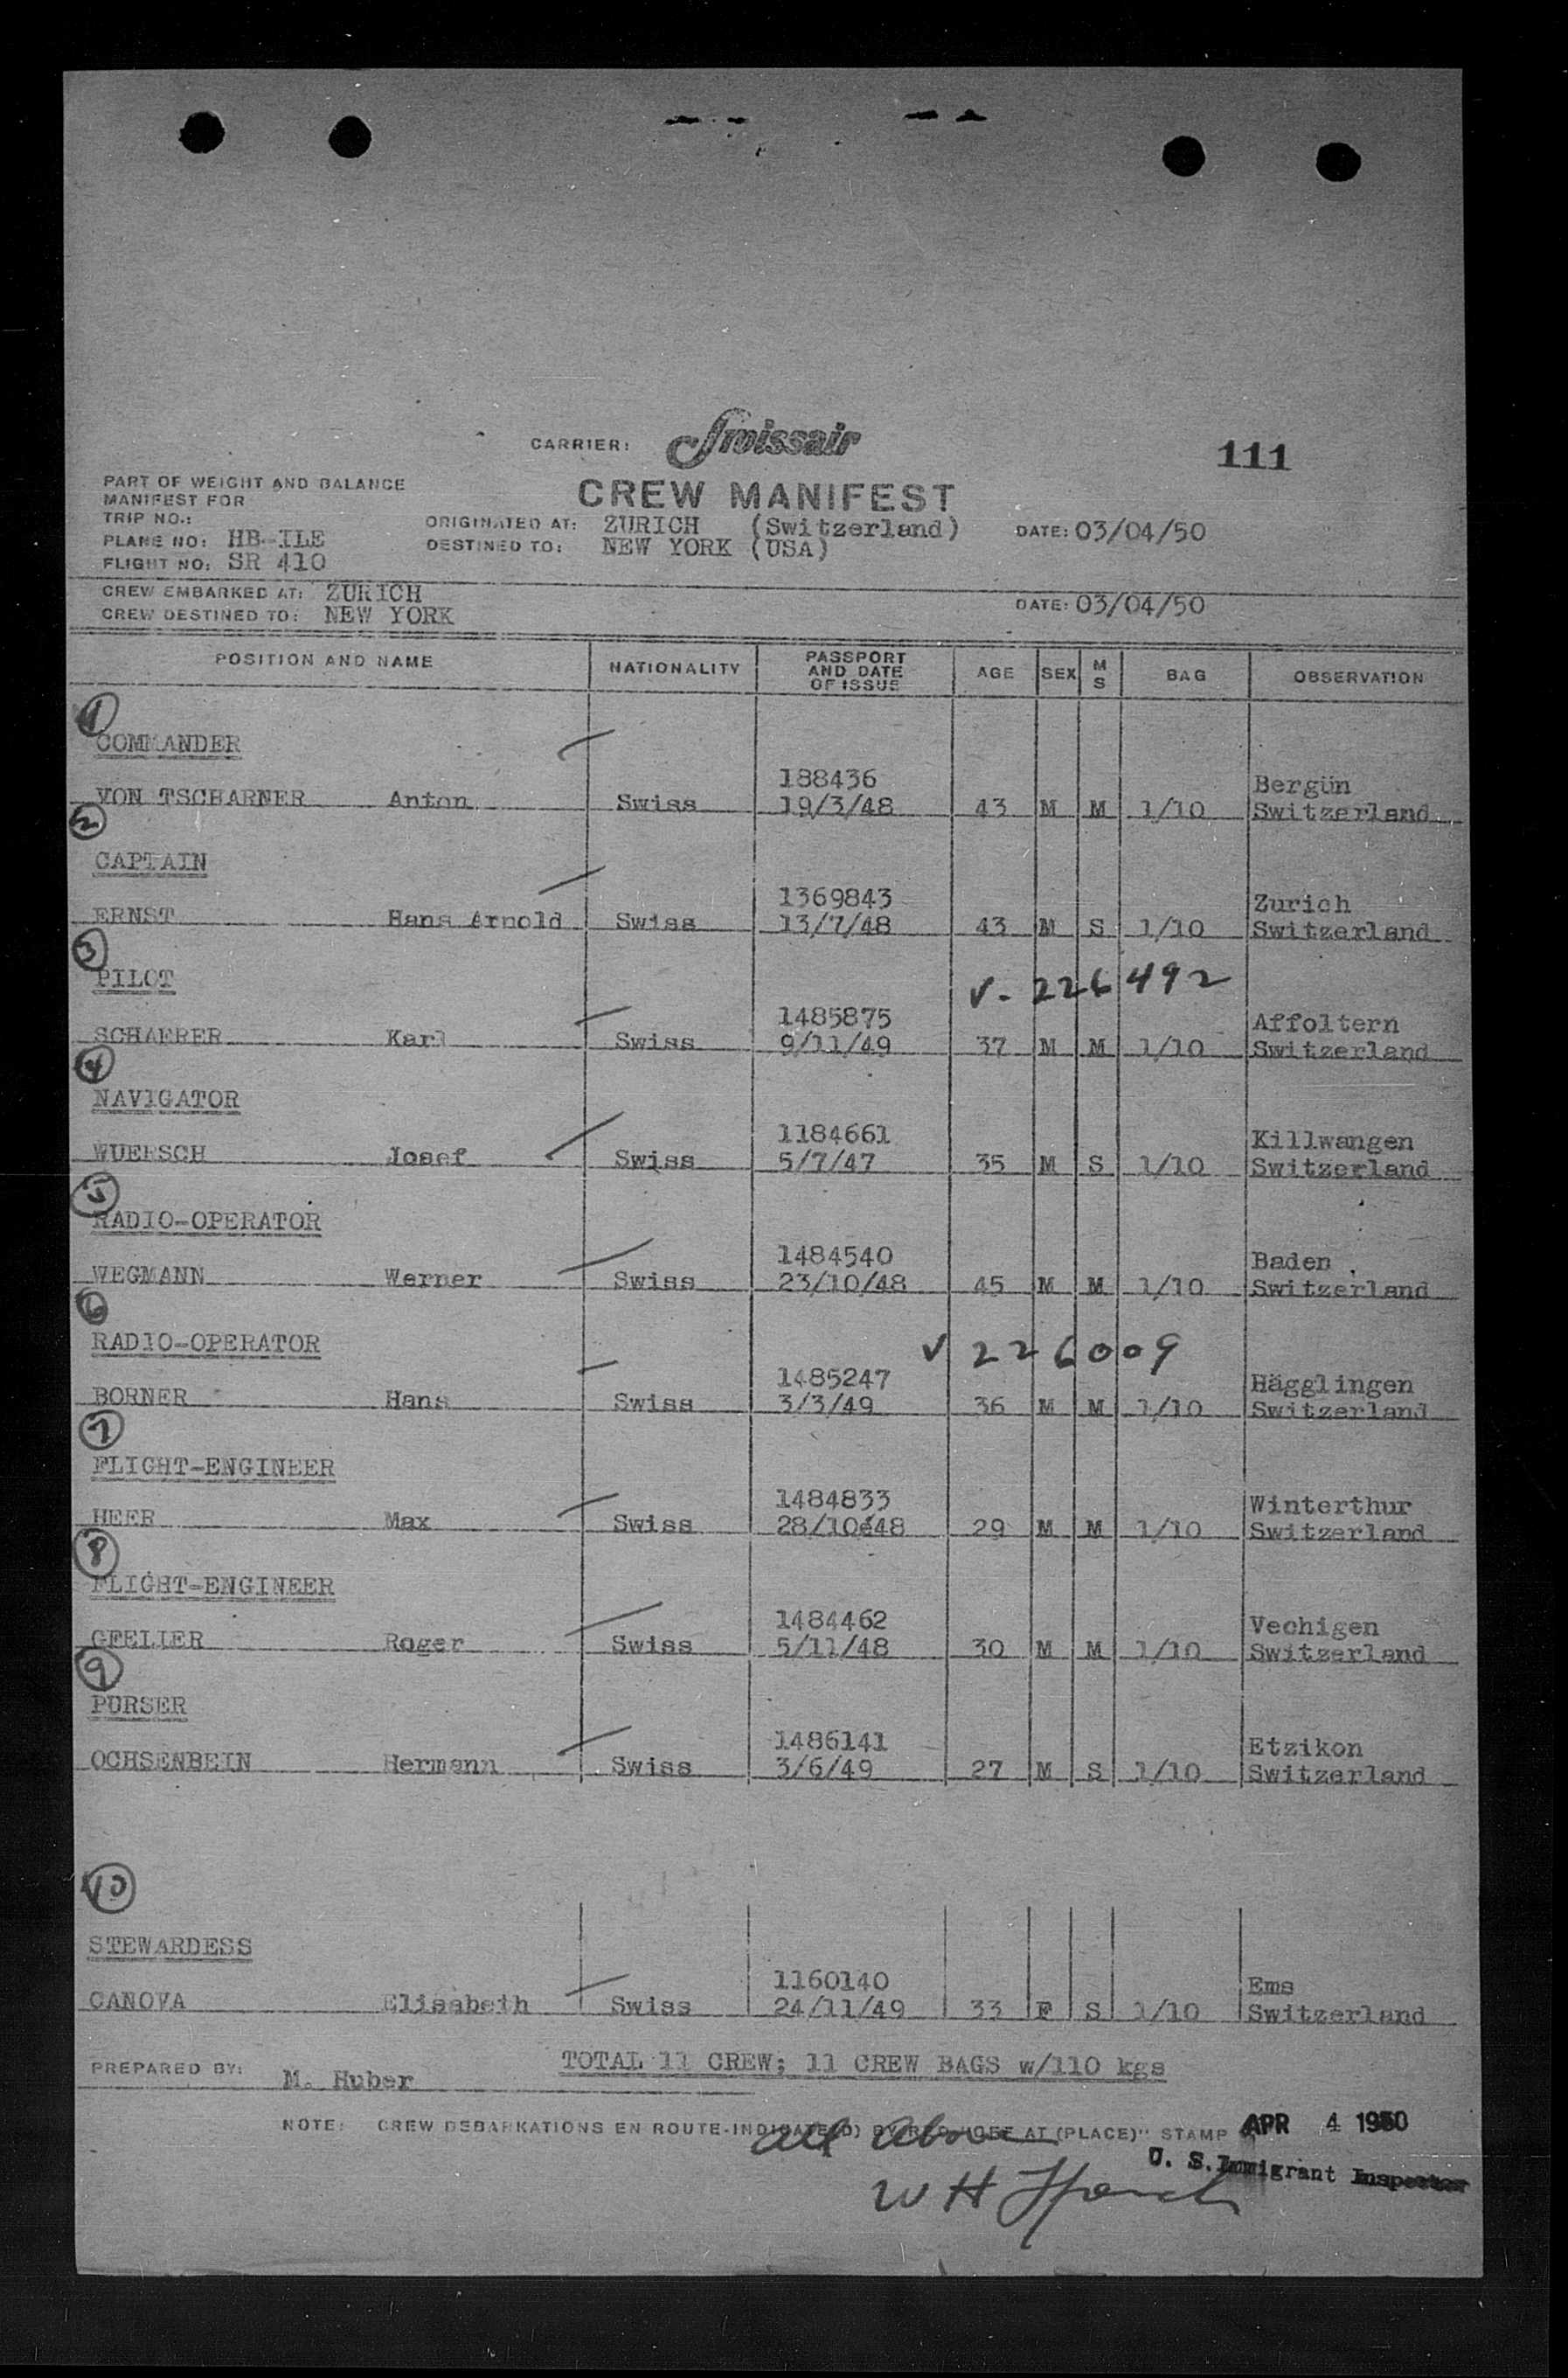 CARRIER: Swissair
111
PART OF WEIGHT AND BALANCE
MANIFEST FOR
CREW MANIFEST
TRIP NO.:
ORIGINATED AT: ZURICH (Switzerland) DATE: 03/04/50
PLANE NO: HB-ILE
DESTINED TO: NEW YORK (USA)
FLIGHT NO: SR 410
CREW EMBARKED AT: ZURICH
CREW DESTINED TO: NEW YORK DATE: 03/04/50
POSITION AND NAME NATIONALITY PASSPORT AND DATE OF ISSUE AGE SEX M S BAG OBSERVATION
1
COMMANDER
188436 Bergün
VON TSCHARNER Anton Swiss 19/3/48 43 M M 1/10 Switzerland
2
CAPTAIN
1369843 Zurich
ERNST Hans Arnold Swiss 13/7/48 43 M S 1/10 Switzerland
3
PILOT V-226492
1485875 Affoltern
SCHAERER Karl Swiss 9/11/49 37 M M 1/10 Switzerland
4
NAVIGATOR
1184661 Killwangen
WUERSCH Josef Swiss 5/7/47 35 M S 1/10 Switzerland
5
RADIO-OPERATOR
1484540 Baden
WEGMANN Werner Swiss 23/10/48 45 M M 1/10 Switzerland
6
RADIO-OPERATOR V 226009
1485247 Hägglingen
BORNER Hans Swiss 3/3/49 36 M M 1/10 Switzerland
7
FLIGHT-ENGINEER
1484833 Winterthur
HEER Max Swiss 28/10/48 29 M M 1/10 Switzerland
8
FLIGHT-ENGINEER
1484462 Vechigen
GFELLER Roger Swiss 5/11/48 30 M M 1/10 Switzerland
9
PURSER
1486141 Etzikon
OCHSENBEIN Hermann Swiss 3/6/49 27 M S 1/10 Switzerland
10
STEWARDESS
1160140 Ems
CANOVA Elisabeth Swiss 24/11/49 33 F S 1/10 Switzerland
TOTAL 11 CREW; 11 CREW BAGS w/110 kgs
PREPARED BY: M. Huber
NOTE: CREW DEBARKATIONS EN ROUTE-INDICATE(D) BY AT (PLACE)" STAMP APR 4 1950
all above
U. S. Immigrant Inspector
W H